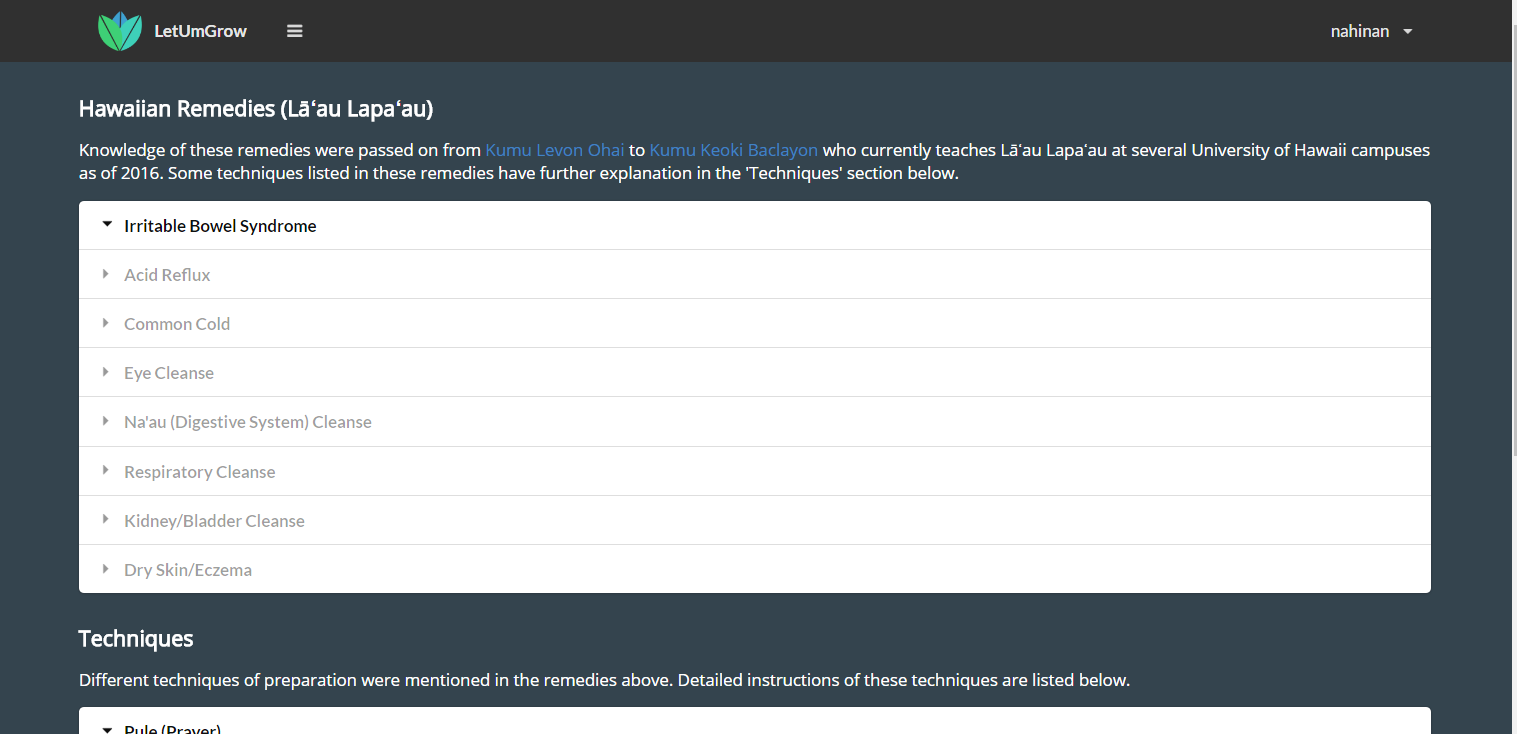 LetUmGrow
nahinan
Hawaiian Remedies (Lāʻau Lapaʻau)
Knowledge of these remedies were passed on from Kumu Levon Ohai to Kumu Keoki Baclayon who currently teaches Lāʻau Lapaʻau at several University of Hawaii campuses
as of 2016. Some techniques listed in these remedies have further explanation in the 'Techniques' section below.
Irritable Bowel Syndrome
Acid Reflux
Common Cold
Eye Cleanse
Na'au (Digestive System) Cleanse
Respiratory Cleanse
Kidney/Bladder Cleanse
Dry Skin/Eczema
Techniques
Different techniques of preparation were mentioned in the remedies above. Detailed instructions of these techniques are listed below.
Pule (Prayer)